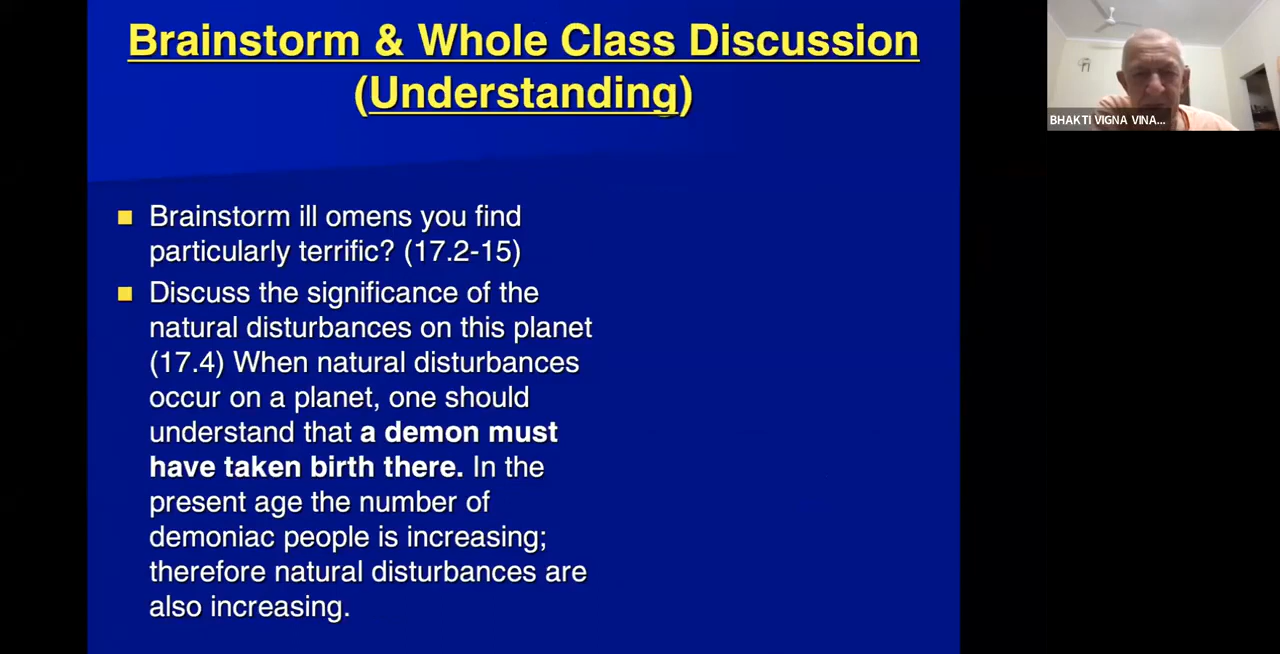 Brainstorm & Whole Class Discussion
(Understanding)
Brainstorm ill omens you find
particularly terrific? (17.2-15)
Discuss the significance of the
natural disturbances on this planet
(17.4) When natural disturbances
occur on a planet, one should
understand that a demon must
have taken birth there. In the
present age the number of
demoniac people is increasing;
therefore natural disturbances are
also increasing.
BHAKTI VIGNA VINA...